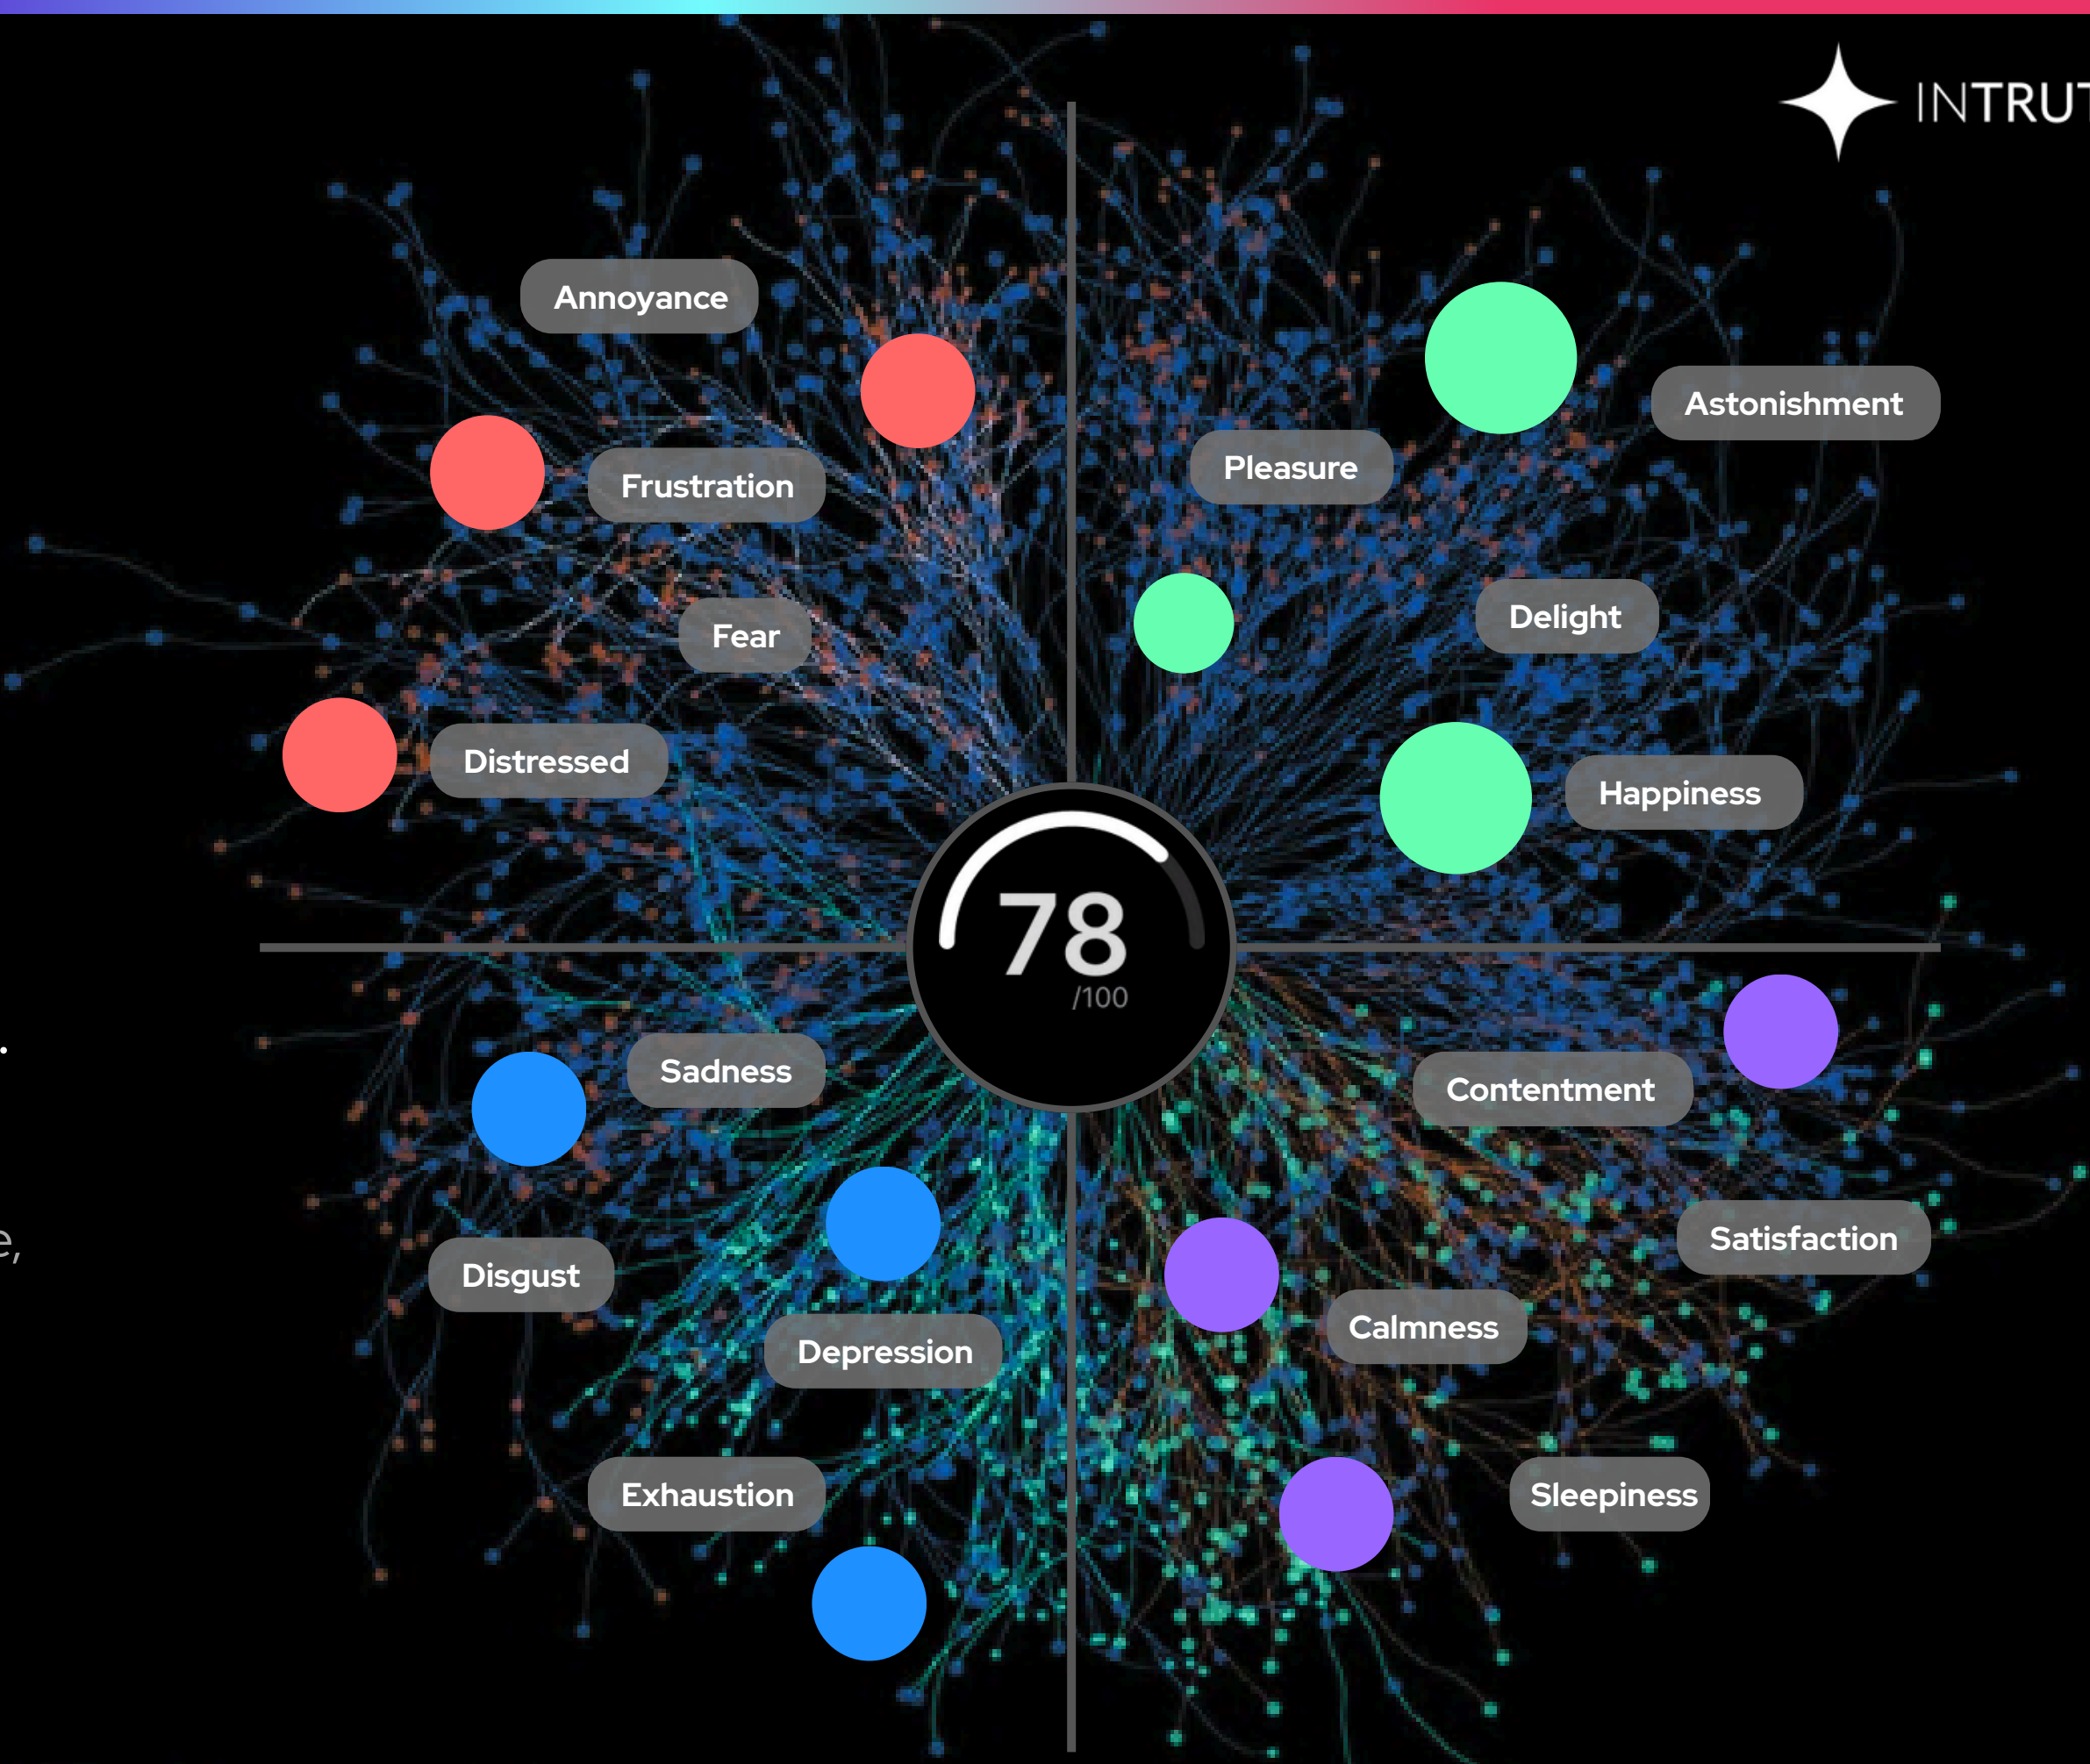 INTRUT
Annoyance
Astonishment
Pleasure
Frustration
Delight
Fear
Distressed
Happiness
78
/100
.
Sadness
Contentment
e,
Satisfaction
Disgust
Calmness
Depression
Exhaustion
Sleepiness